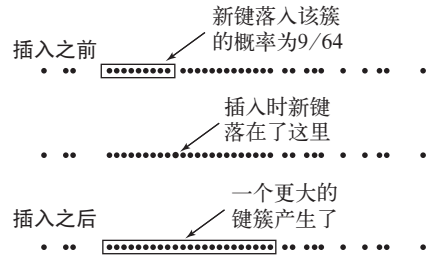 新键落入该簇
的概率为9/64
插入之前
插入时新键
落在了这里
一个更大的
键簇产生了
插入之后